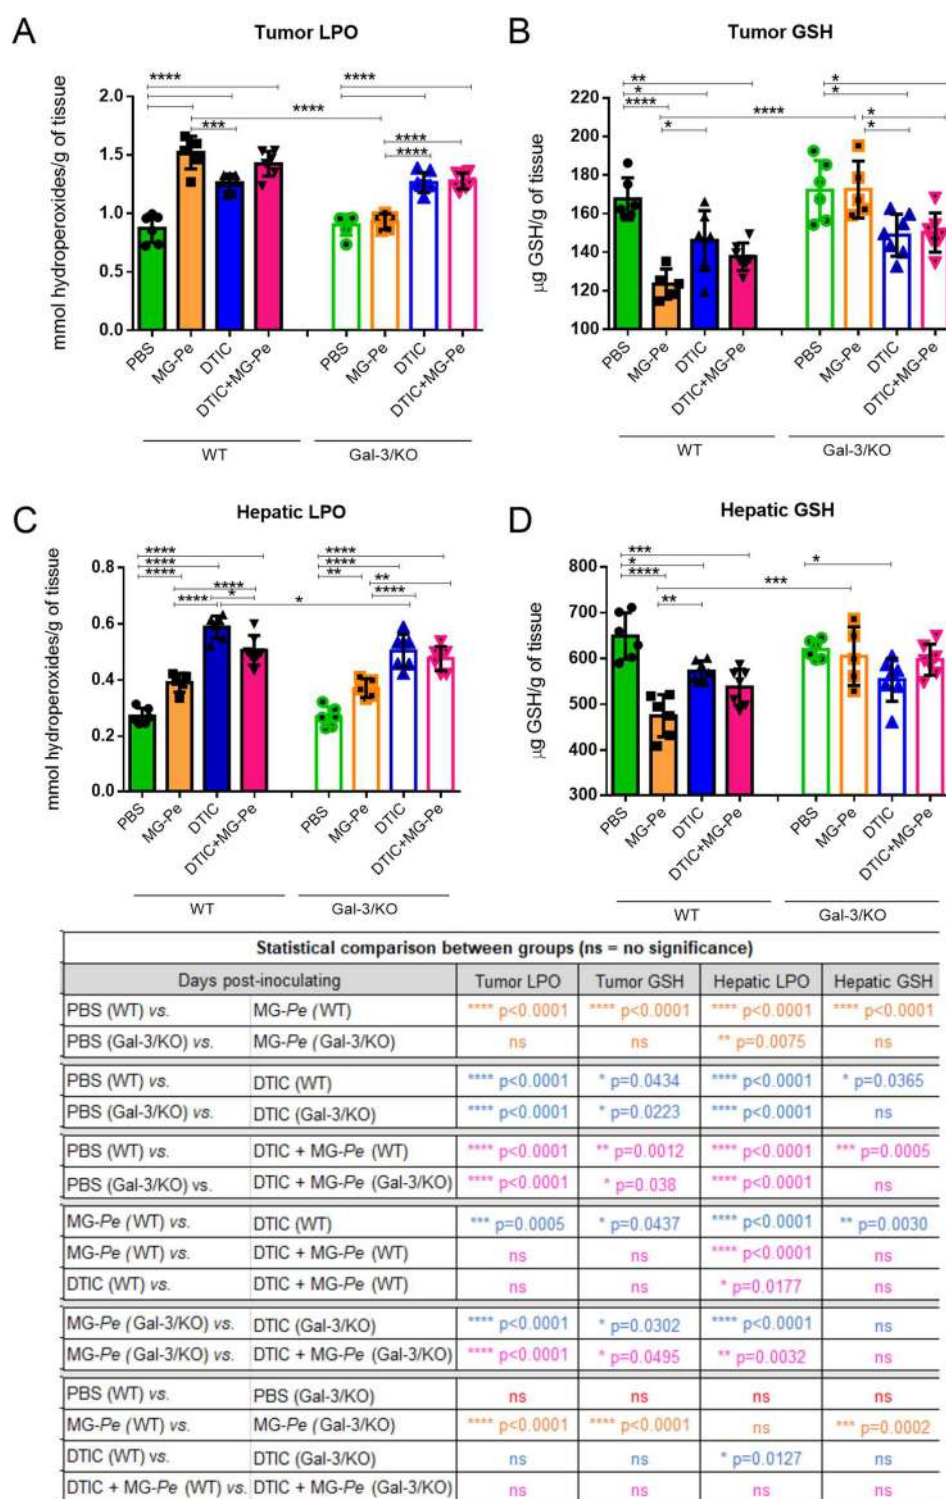 A
Tumor LPO
mmol hydroperoxides/g of tissue
2.0
1.5
1.0
0.5
0.0
****
****
***
****
****
****
PBS
MG-Pe
DTIC
DTIC+MG-Pe
PBS
MG-Pe
DTIC
DTIC+MG-Pe
WT
Gal-3/KO
B
Tumor GSH
µg GSH/g of tissue
220
200
180
160
140
120
100
**
*
****
*
****
*
*
*
*
PBS
MG-Pe
DTIC
DTIC+MG-Pe
PBS
MG-Pe
DTIC
DTIC+MG-Pe
WT
Gal-3/KO
C
Hepatic LPO
mmol hydroperoxides/g of tissue
0.8
0.6
0.4
0.2
0.0
****
****
****
****
*
****
*
****
****
**
**
****
PBS
MG-Pe
DTIC
DTIC+MG-Pe
PBS
MG-Pe
DTIC
DTIC+MG-Pe
WT
Gal-3/KO
D
Hepatic GSH
µg GSH/g of tissue
800
700
600
500
400
300
***
*
****
**
***
*
PBS
MG-Pe
DTIC
DTIC+MG-Pe
PBS
MG-Pe
DTIC
DTIC+MG-Pe
WT
Gal-3/KO
Statistical comparison between groups (ns = no significance)
Days post-inoculating Tumor LPO Tumor GSH Hepatic LPO Hepatic GSH
PBS (WT) vs. MG-Pe (WT) **** p<0.0001 **** p<0.0001 **** p<0.0001 **** p<0.0001
PBS (Gal-3/KO) vs. MG-Pe (Gal-3/KO) ns ns ** p=0.0075 ns
PBS (WT) vs. DTIC (WT) **** p<0.0001 * p=0.0434 **** p<0.0001 * p=0.0365
PBS (Gal-3/KO) vs. DTIC (Gal-3/KO) **** p<0.0001 * p=0.0223 **** p<0.0001 ns
PBS (WT) vs. DTIC + MG-Pe (WT) **** p<0.0001 ** p=0.0012 **** p<0.0001 *** p=0.0005
PBS (Gal-3/KO) vs. DTIC + MG-Pe (Gal-3/KO) **** p<0.0001 * p=0.038 **** p<0.0001 ns
MG-Pe (WT) vs. DTIC (WT) *** p=0.0005 * p=0.0437 **** p<0.0001 ** p=0.0030
MG-Pe (WT) vs. DTIC + MG-Pe (WT) ns ns **** p<0.0001 ns
DTIC (WT) vs. DTIC + MG-Pe (WT) ns ns * p=0.0177 ns
MG-Pe (Gal-3/KO) vs. DTIC (Gal-3/KO) **** p<0.0001 * p=0.0302 **** p<0.0001 ns
MG-Pe (Gal-3/KO) vs. DTIC + MG-Pe (Gal-3/KO) **** p<0.0001 * p=0.0495 ** p=0.0032 ns
PBS (WT) vs. PBS (Gal-3/KO) ns ns ns ns
MG-Pe (WT) vs. MG-Pe (Gal-3/KO) **** p<0.0001 **** p<0.0001 ns *** p=0.0002
DTIC (WT) vs. DTIC (Gal-3/KO) ns ns * p=0.0127 ns
DTIC + MG-Pe (WT) vs. DTIC + MG-Pe (Gal-3/KO) ns ns ns ns